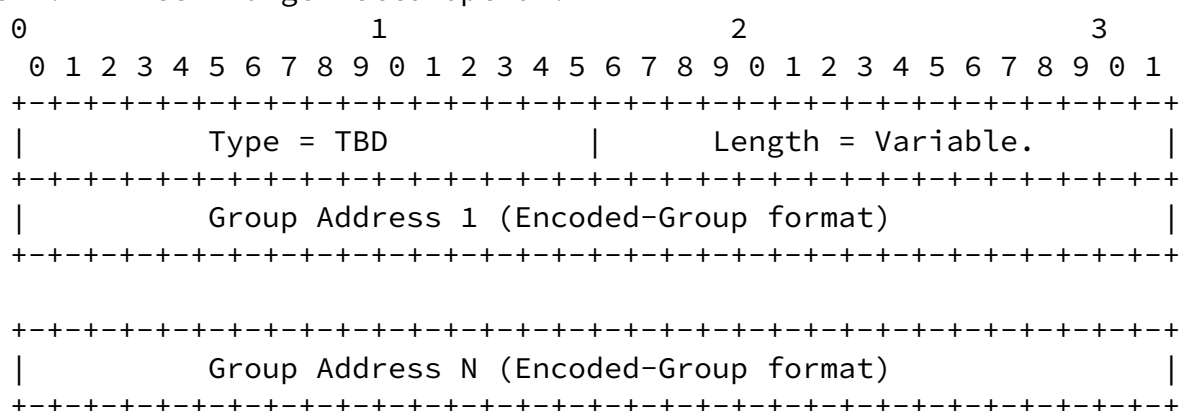 0                   1                   2                   3
 0 1 2 3 4 5 6 7 8 9 0 1 2 3 4 5 6 7 8 9 0 1 2 3 4 5 6 7 8 9 0 1
+-+-+-+-+-+-+-+-+-+-+-+-+-+-+-+-+-+-+-+-+-+-+-+-+-+-+-+-+-+-+-+-+
|          Type = TBD           |      Length = Variable.       |
+-+-+-+-+-+-+-+-+-+-+-+-+-+-+-+-+-+-+-+-+-+-+-+-+-+-+-+-+-+-+-+-+
|          Group Address 1 (Encoded-Group format)               |
+-+-+-+-+-+-+-+-+-+-+-+-+-+-+-+-+-+-+-+-+-+-+-+-+-+-+-+-+-+-+-+-+
+-+-+-+-+-+-+-+-+-+-+-+-+-+-+-+-+-+-+-+-+-+-+-+-+-+-+-+-+-+-+-+-+
|          Group Address N (Encoded-Group format)               |
+-+-+-+-+-+-+-+-+-+-+-+-+-+-+-+-+-+-+-+-+-+-+-+-+-+-+-+-+-+-+-+-+